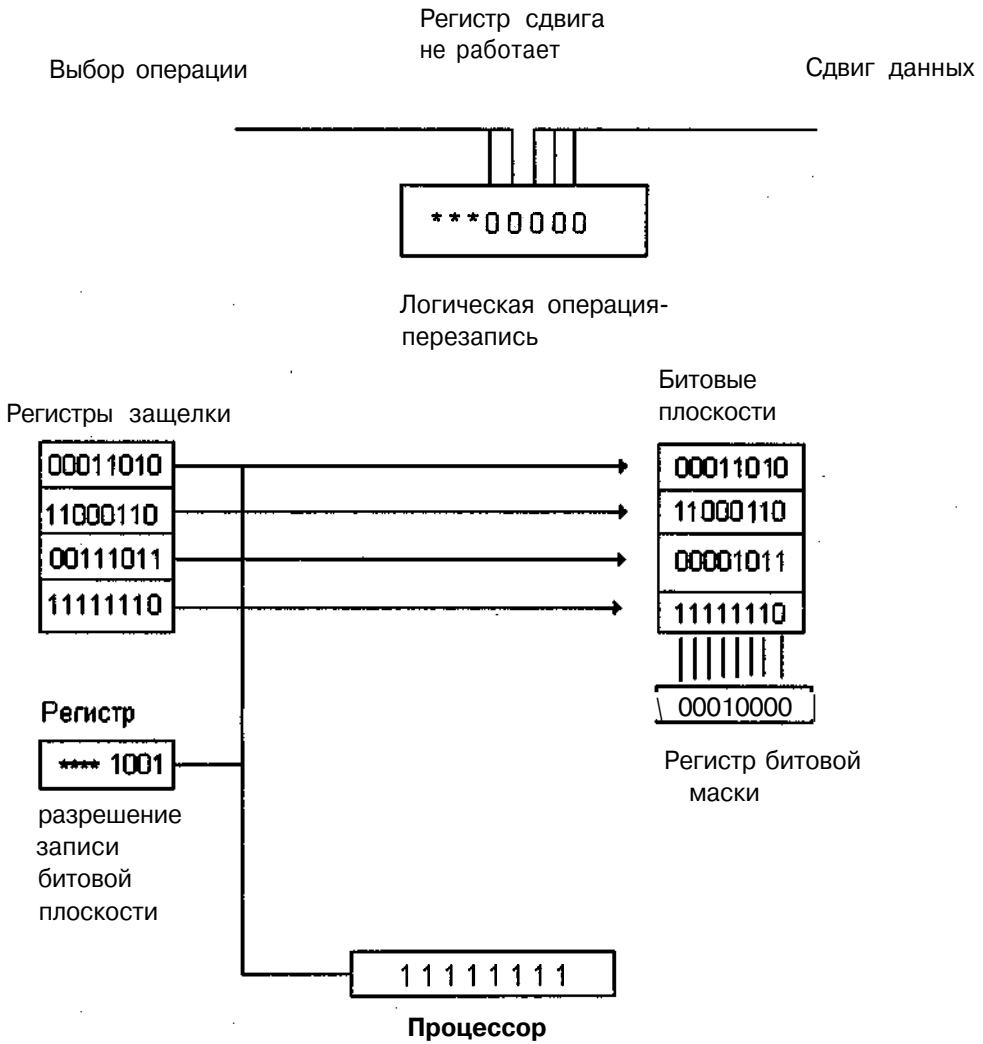 Регистр сдвига
не работает
Выбор операции
Сдвиг данных
***00000
Логическая операция-
перезапись
Битовые
плоскости
Регистры защелки
00011010
11000110
00111011
11111110
00011010
11000110
00001011
11111110
00010000
Регистр битовой
маски
Регистр
**** 1001
разрешение
записи
битовой
плоскости
11111111
Процессор